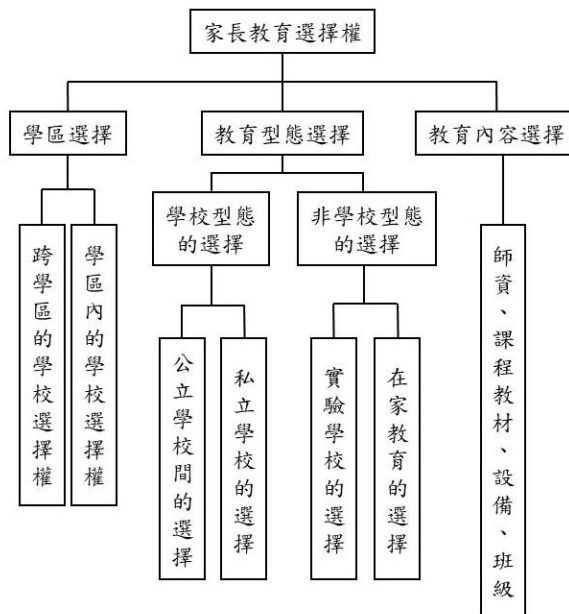 家長教育選擇權
學區選擇
教育型態選擇
教育內容選擇
學校型態
的選擇
非學校型態
的選擇
跨學區的學校選擇權
學區內的學校選擇權
公立學校間的選擇
私立學校的選擇
實驗學校的選擇
在家教育的選擇
師資、課程教材、設備、班級